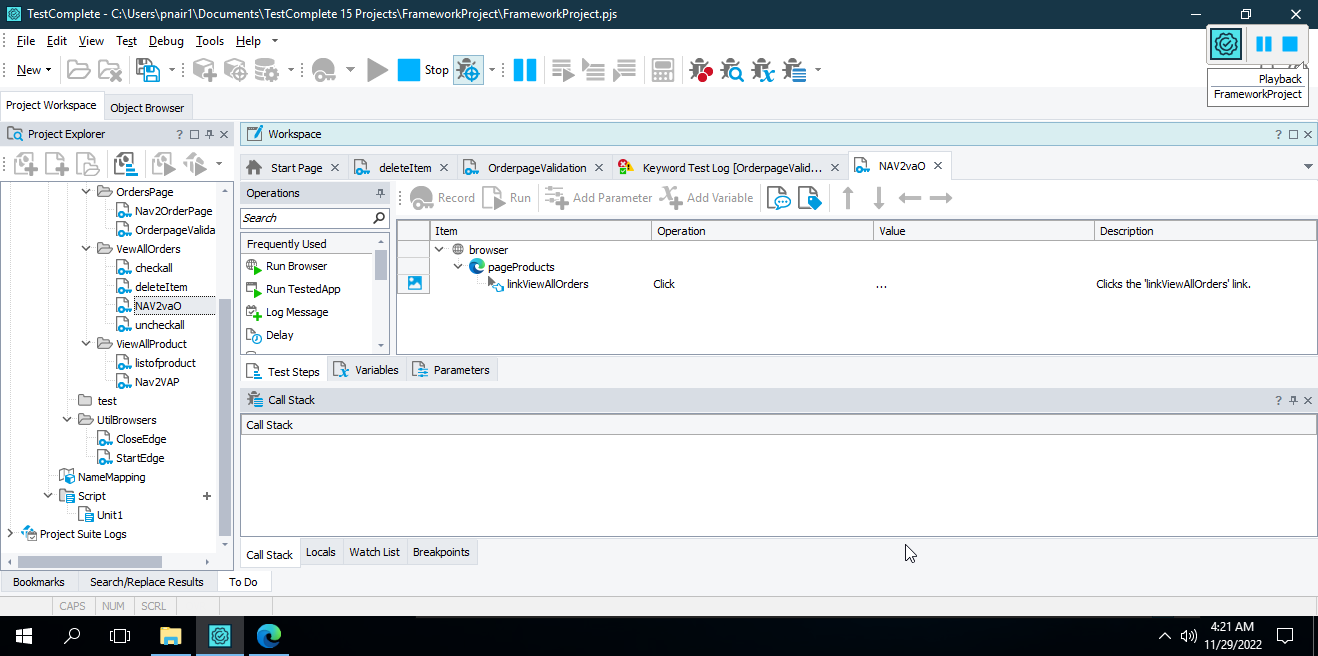 TestComplete - C:\Users\pnair1\Documents\TestComplete 15 Projects\FrameworkProject\FrameworkProject.pjs
File Edit View Test Debug Tools Help
New Stop
Playback
FrameworkProject
Project Workspace Object Browser
Project Explorer ?
Workspace ?
Start Page deleteItem OrderpageValidation Keyword Test Log [OrderpageValid... NAV2vaO
Operations
Record Run Add Parameter Add Variable
Search
Item Operation Value Description
Frequently Used
Run Browser
Run TestedApp
Log Message
Delay
browser
pageProducts
linkViewAllOrders Click ... Clicks the 'linkViewAllOrders' link.
OrdersPage
Nav2OrderPage
OrderpageValida
ViewAllOrders
checkall
deleteItem
NAV2vaO
uncheckall
ViewAllProduct
listofproduct
Nav2VAP
test
UtilBrowsers
CloseEdge
StartEdge
NameMapping
Script +
Unit1
Project Suite Logs
Test Steps Variables Parameters
Call Stack ?
Call Stack
Call Stack Locals Watch List Breakpoints
Bookmarks Search/Replace Results To Do
CAPS NUM SCRL
4:21 AM
11/29/2022